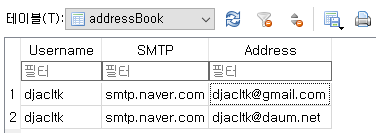 테이블(T): addressBook
Username SMTP Address
필터 필터 필터
1 djacltk smtp.naver.com djacltk@gmail.com
2 djacltk smtp.naver.com djacltk@daum.net